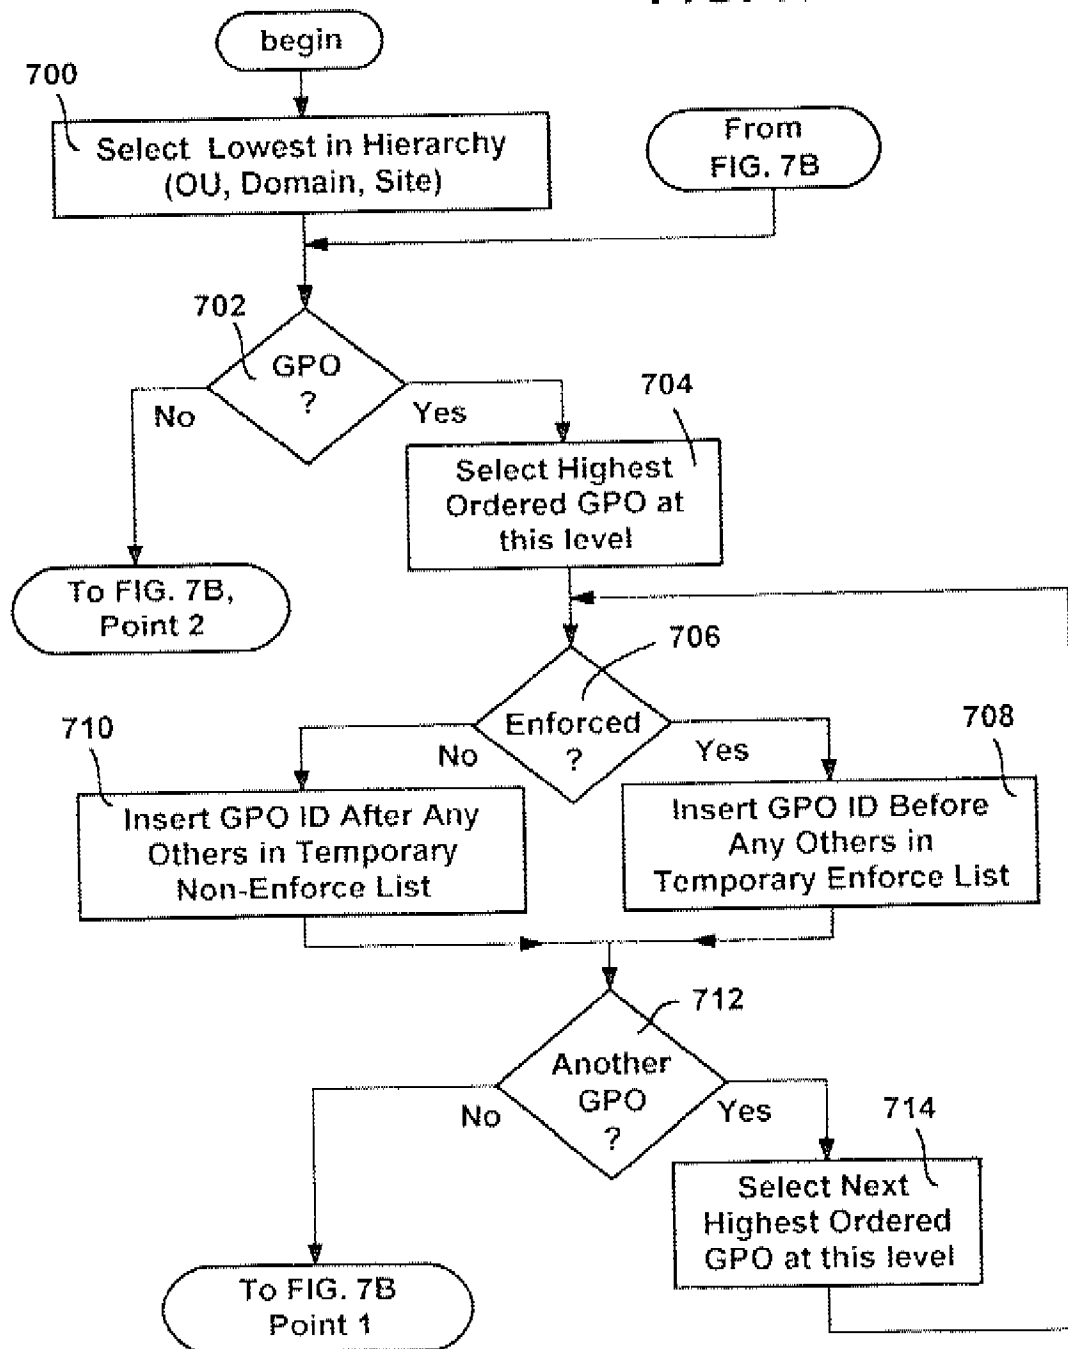 begin
700
Select Lowest in Hierarchy
(OU, Domain, Site)
From
FIG. 7B
702
GPO
?
No
Yes
704
Select Highest
Ordered GPO at
this level
To FIG. 7B,
Point 2
706
Enforced
?
No
Yes
710
Insert GPO ID After Any
Others in Temporary
Non-Enforce List
708
Insert GPO ID Before
Any Others in
Temporary Enforce List
712
Another
GPO
?
No
Yes
714
Select Next
Highest Ordered
GPO at this level
To FIG. 7B
Point 1